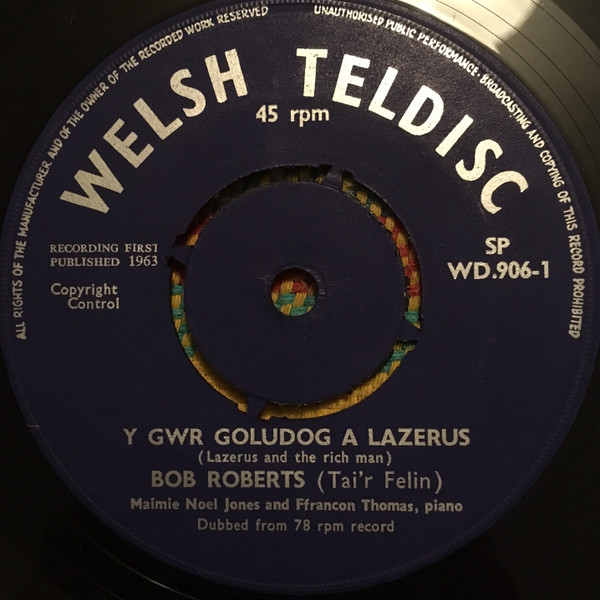 ALL RIGHTS OF THE MANUFACTURER AND OF THE OWNER OF THE RECORDED WORK RESERVED
UNAUTHORISED PUBLIC PERFORMANCE · BROADCASTING AND COPYING OF THIS RECORD PROHIBITED
WELSH TELDISC
45 rpm
RECORDING FIRST
PUBLISHED 1963
Copyright
Control
SP
WD.906-1
Y GWR GOLUDOG A LAZERUS
(Lazerus and the rich man)
BOB ROBERTS (Tai'r Felin)
Maimie Noel Jones and Ffrancon Thomas, piano
Dubbed from 78 rpm record